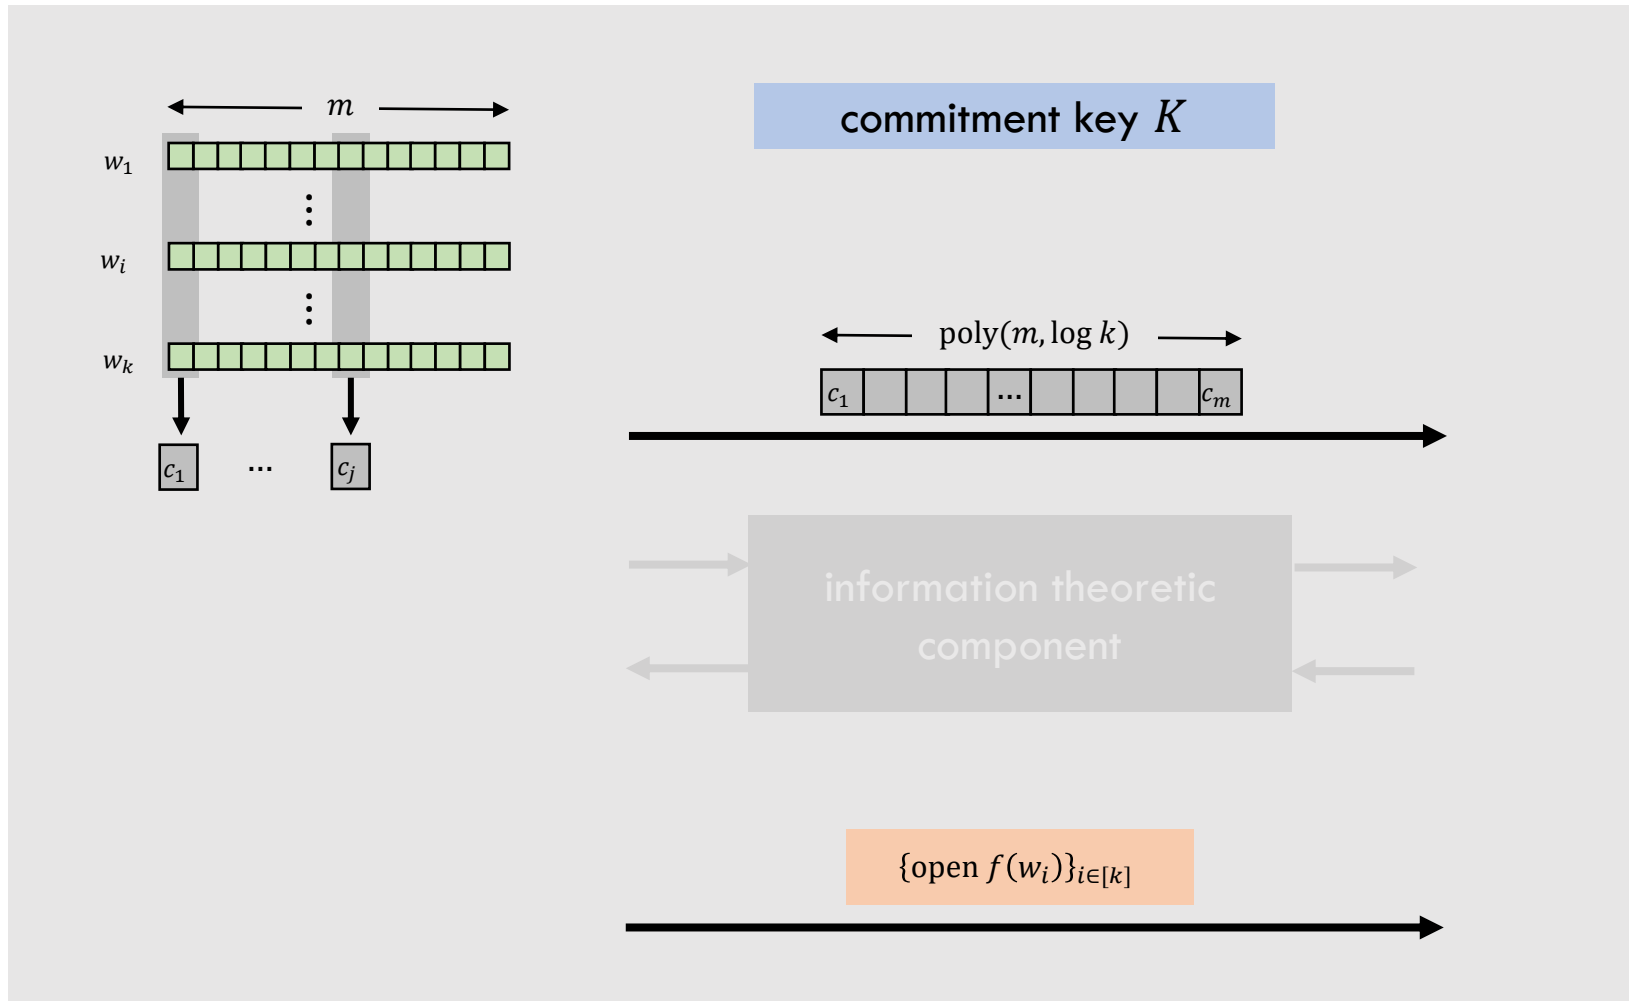 m
commitment key K
w₁
⋮
wᵢ
⋮
poly(m, log k)
wₖ
c₁ ... cₘ
c₁ ... cⱼ
information theoretic
component
{open f(wᵢ)}ᵢ∈[ₖ]